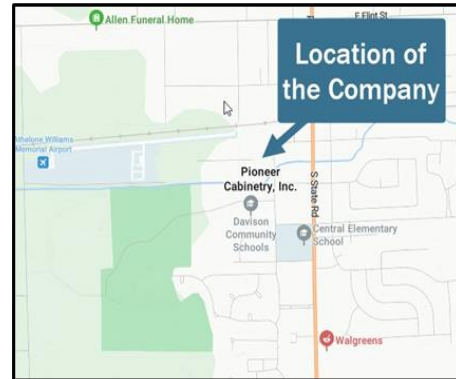 Allen Funeral Home
E Flint St
Location of
the Company
Athelone Williams
Memorial Airport
Pioneer
Cabinetry, Inc.
S State Rd
Davison
Community
Schools
Central Elementary
School
Walgreens